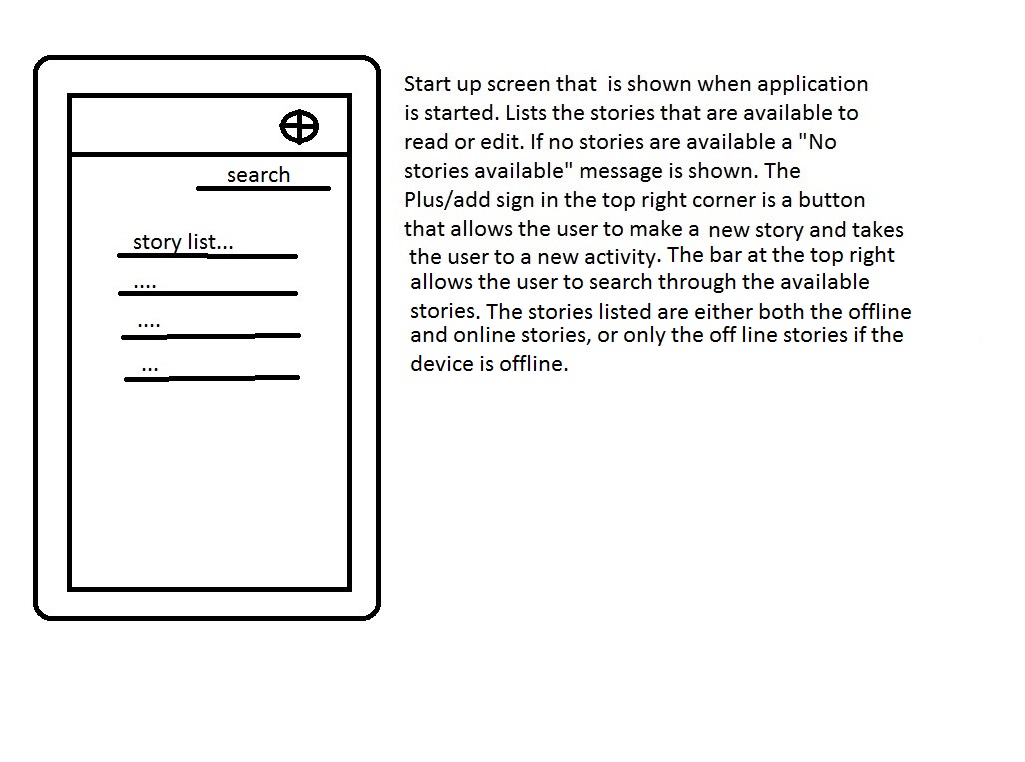 search
story list...
....
....
...
Start up screen that is shown when application
is started. Lists the stories that are available to
read or edit. If no stories are available a "No
stories available" message is shown. The
Plus/add sign in the top right corner is a button
that allows the user to make a new story and takes
the user to a new activity. The bar at the top right
allows the user to search through the available
stories. The stories listed are either both the offline
and online stories, or only the off line stories if the
device is offline.